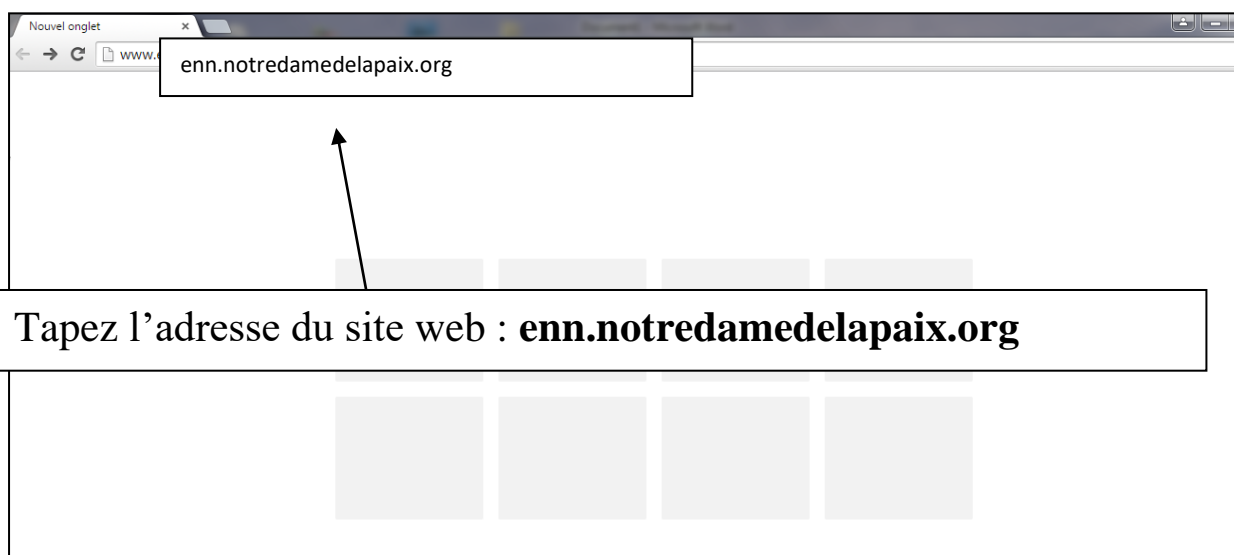 Nouvel onglet
www.e
enn.notredamedelapaix.org
Tapez l’adresse du site web : enn.notredamedelapaix.org